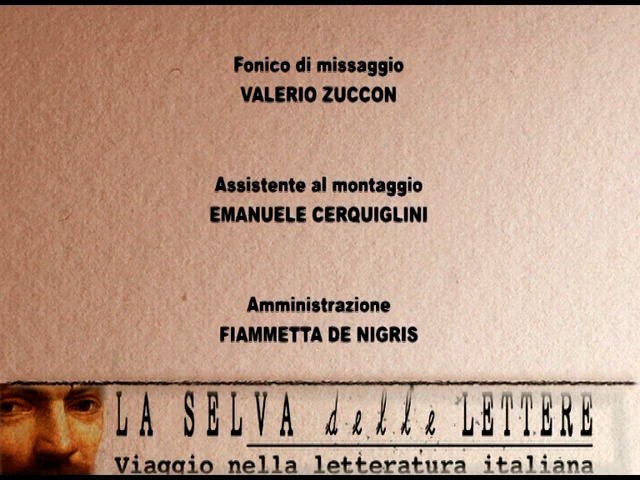 Fonico di missaggio
VALERIO ZUCCON
Assistente al montaggio
EMANUELE CERQUIGLINI
Amministrazione
FIAMMETTA DE NIGRIS
LA SELVA delle LETTERE
Viaggio nella letteratura italiana